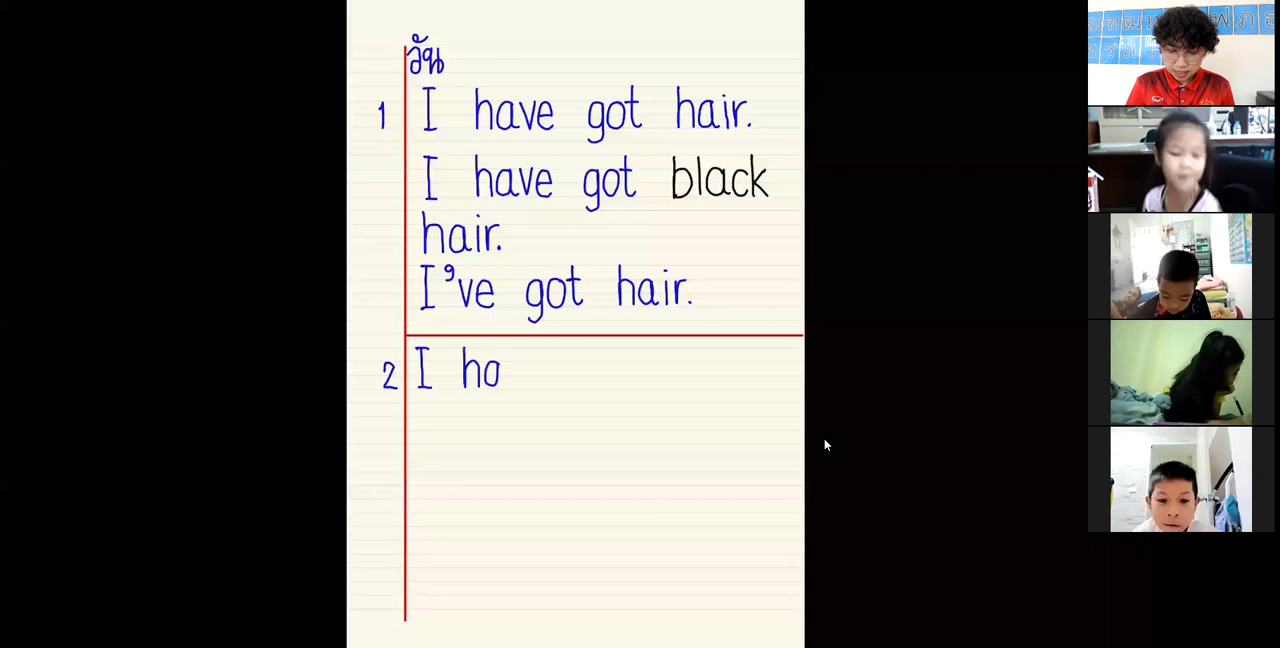 วัน
1 I have got hair.
I have got black
hair.
I've got hair.
2 I ho